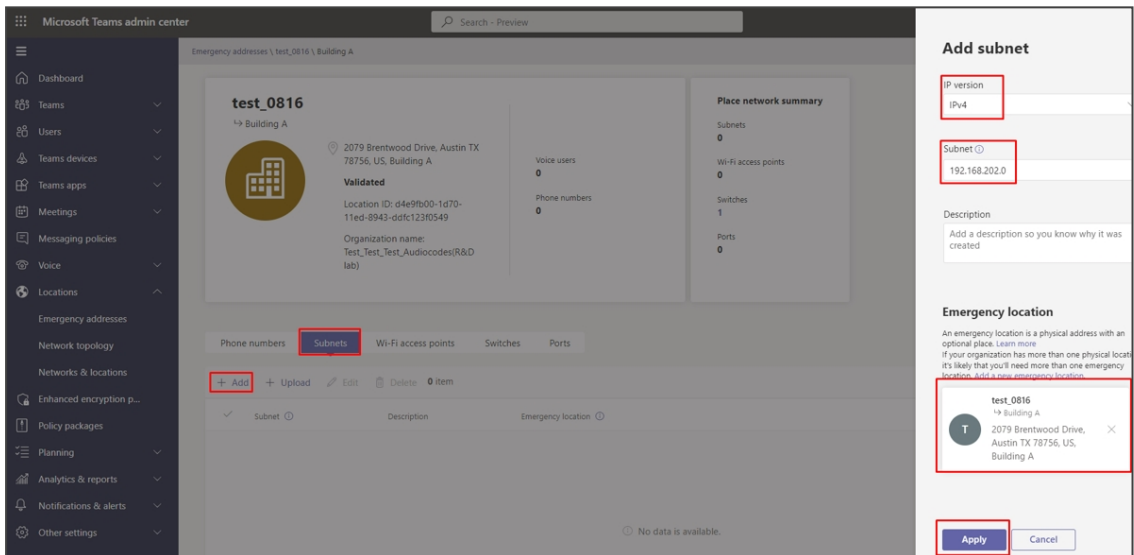 Microsoft Teams admin center
Search - Preview
Dashboard
Teams
Users
Teams devices
Teams apps
Meetings
Messaging policies
Voice
Locations
Emergency addresses
Network topology
Networks & locations
Enhanced encryption p...
Policy packages
Planning
Analytics & reports
Notifications & alerts
Other settings
Emergency addresses \ test_0816 \ Building A
test_0816
Building A
2079 Brentwood Drive, Austin TX
78756, US, Building A
Validated
Location ID: d4e9fb00-1d70-
11ed-8943-ddfc123f0549
Organization name:
Test_Test_Test_Audiocodes(R&D
lab)
Voice users
0
Phone numbers
0
Place network summary
Subnets
0
Wi-Fi access points
0
Switches
1
Ports
0
Phone numbers Subnets Wi-Fi access points Switches Ports
+ Add + Upload Edit Delete 0 item
Subnet Description Emergency location
No data is available.
Add subnet
IP version
IPv4
Subnet
192.168.202.0
Description
Add a description so you know why it was
created
Emergency location
An emergency location is a physical address with an
optional place. Learn more
If your organization has more than one physical locati
it's likely that you'll need more than one emergency
location. Add a new emergency location.
test_0816
Building A
T
2079 Brentwood Drive,
Austin TX 78756, US,
Building A
Apply Cancel